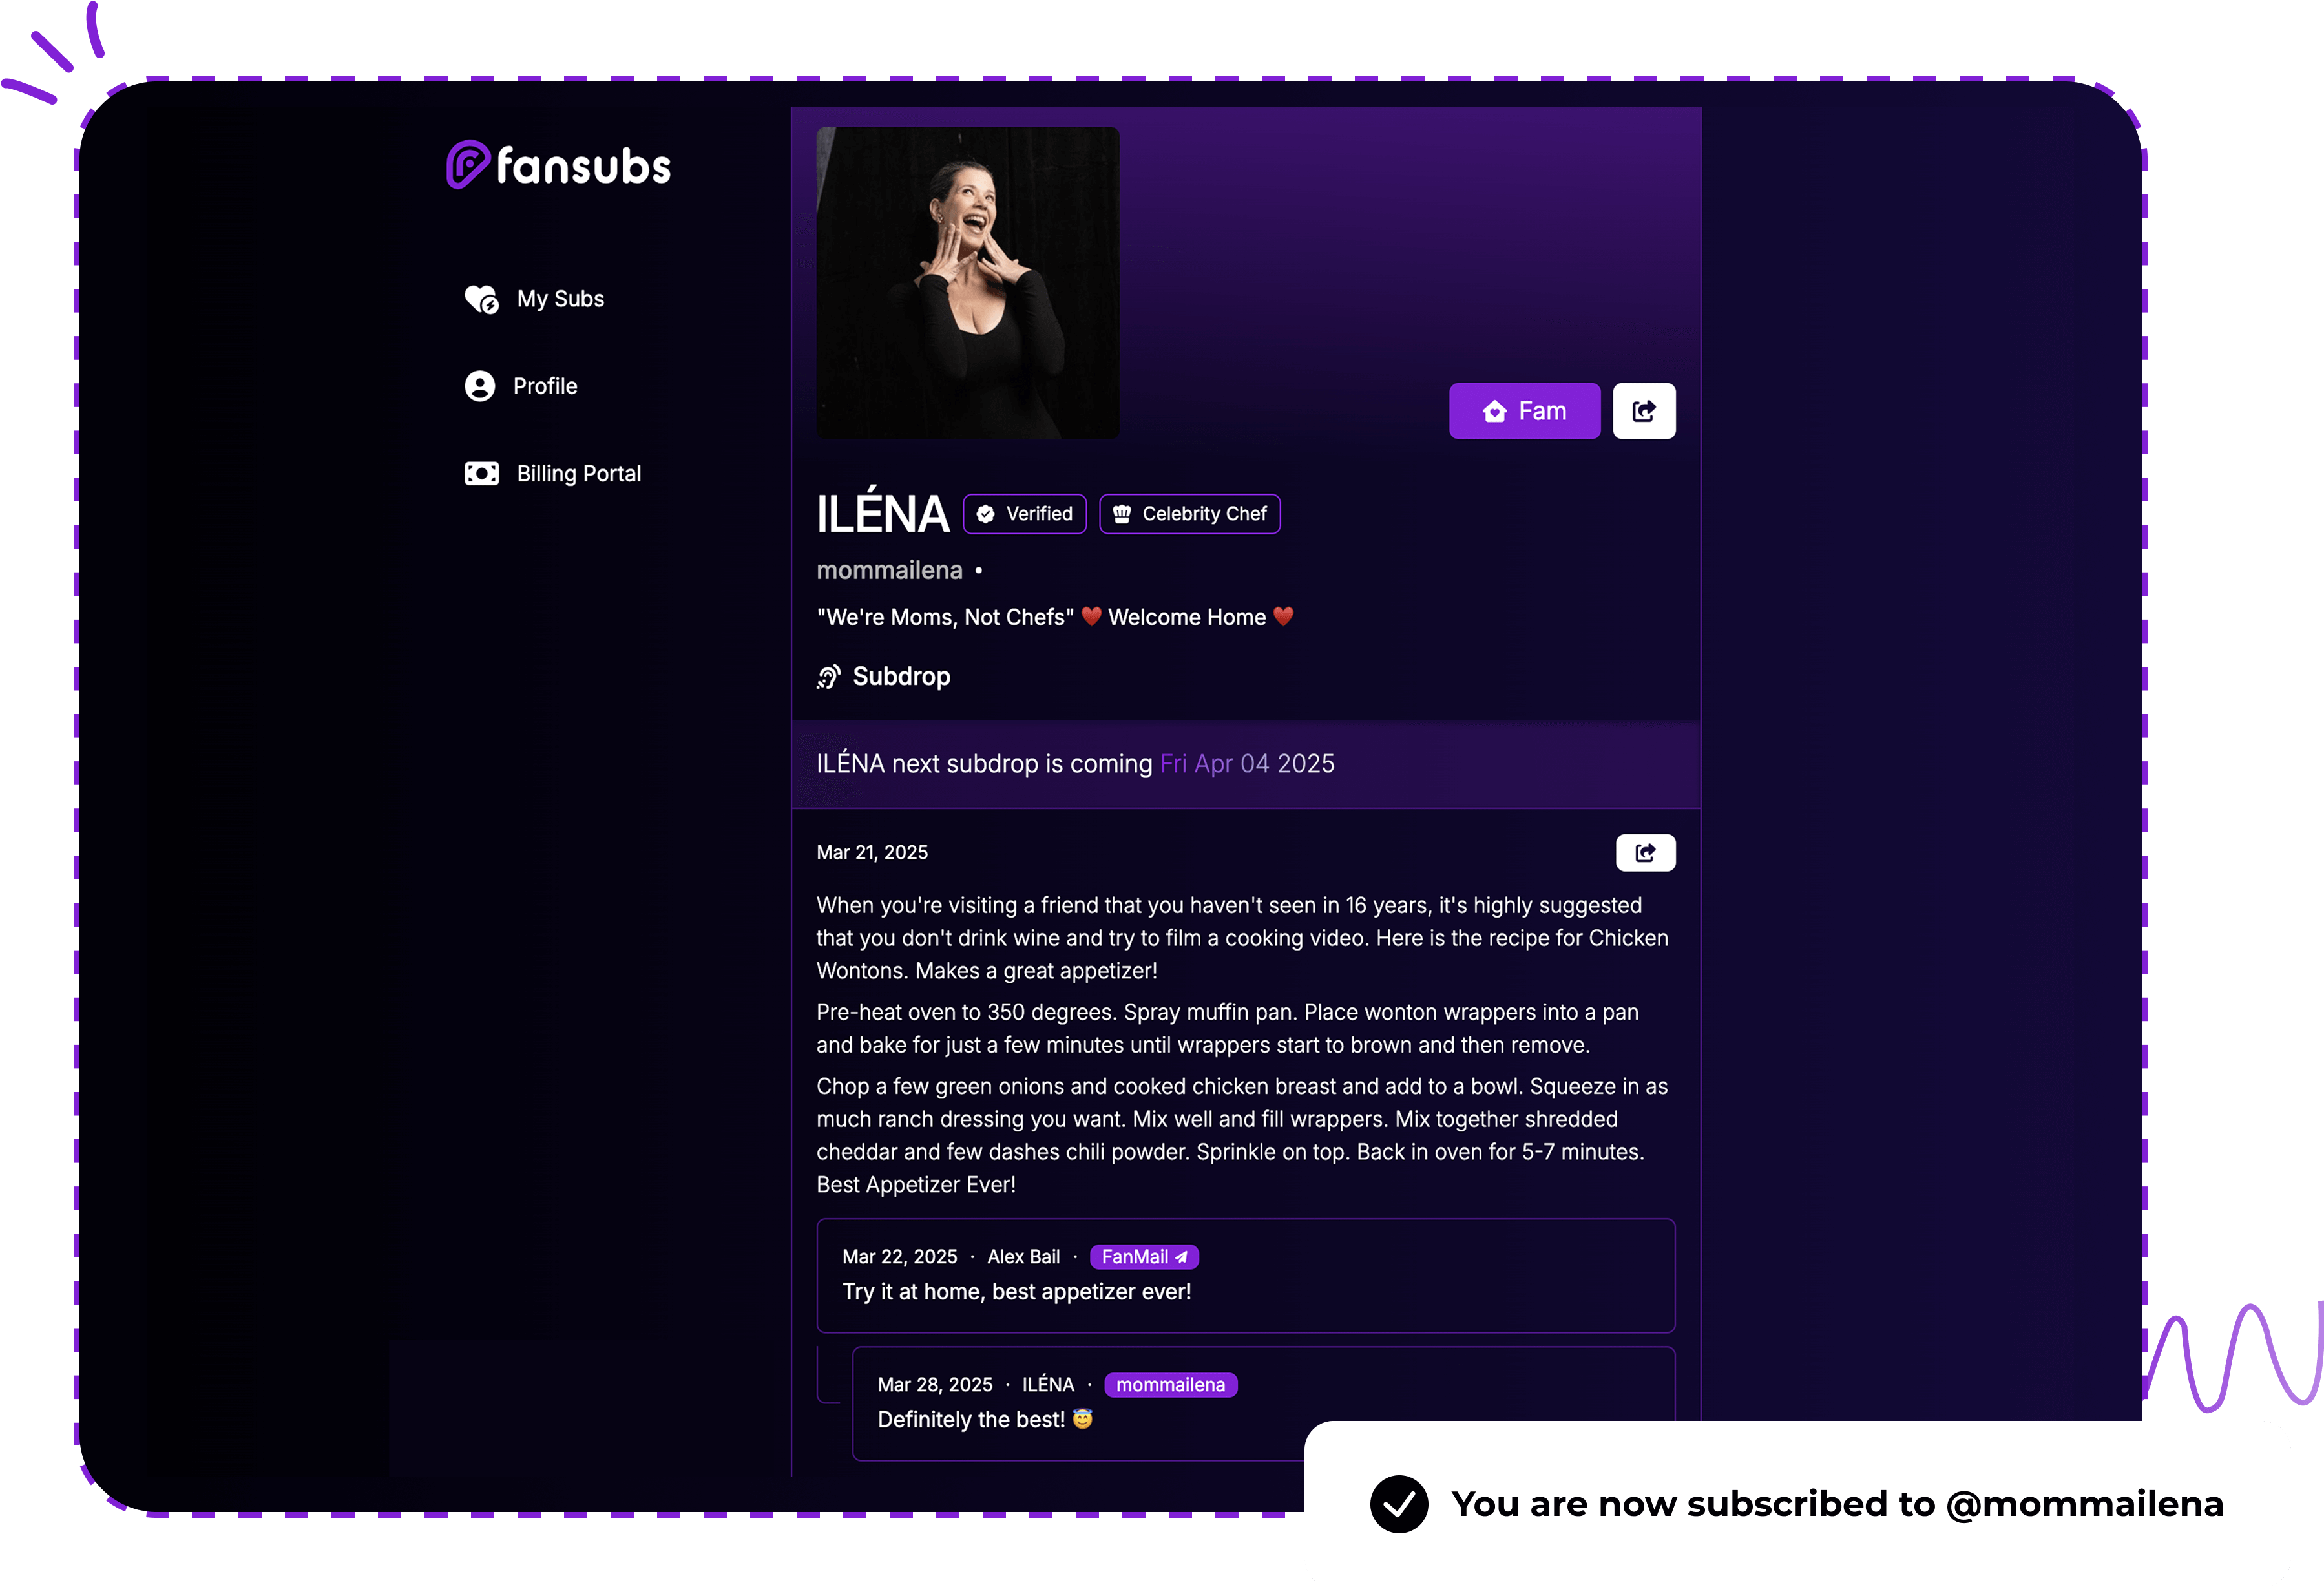 fansubs
My Subs
Profile
Billing Portal
Fam
ILÉNA Verified Celebrity Chef
mommailena •
"We're Moms, Not Chefs" ♥️ Welcome Home ♥️
Subdrop
ILÉNA next subdrop is coming Fri Apr 04 2025
Mar 21, 2025
When you're visiting a friend that you haven't seen in 16 years, it's highly suggested
that you don't drink wine and try to film a cooking video. Here is the recipe for Chicken
Wontons. Makes a great appetizer!
Pre-heat oven to 350 degrees. Spray muffin pan. Place wonton wrappers into a pan
and bake for just a few minutes until wrappers start to brown and then remove.
Chop a few green onions and cooked chicken breast and add to a bowl. Squeeze in as
much ranch dressing you want. Mix well and fill wrappers. Mix together shredded
cheddar and few dashes chili powder. Sprinkle on top. Back in oven for 5-7 minutes.
Best Appetizer Ever!
Mar 22, 2025 · Alex Bail · FanMail
Try it at home, best appetizer ever!
Mar 28, 2025 · ILÉNA · mommailena
Definitely the best! 😇
You are now subscribed to @mommailena